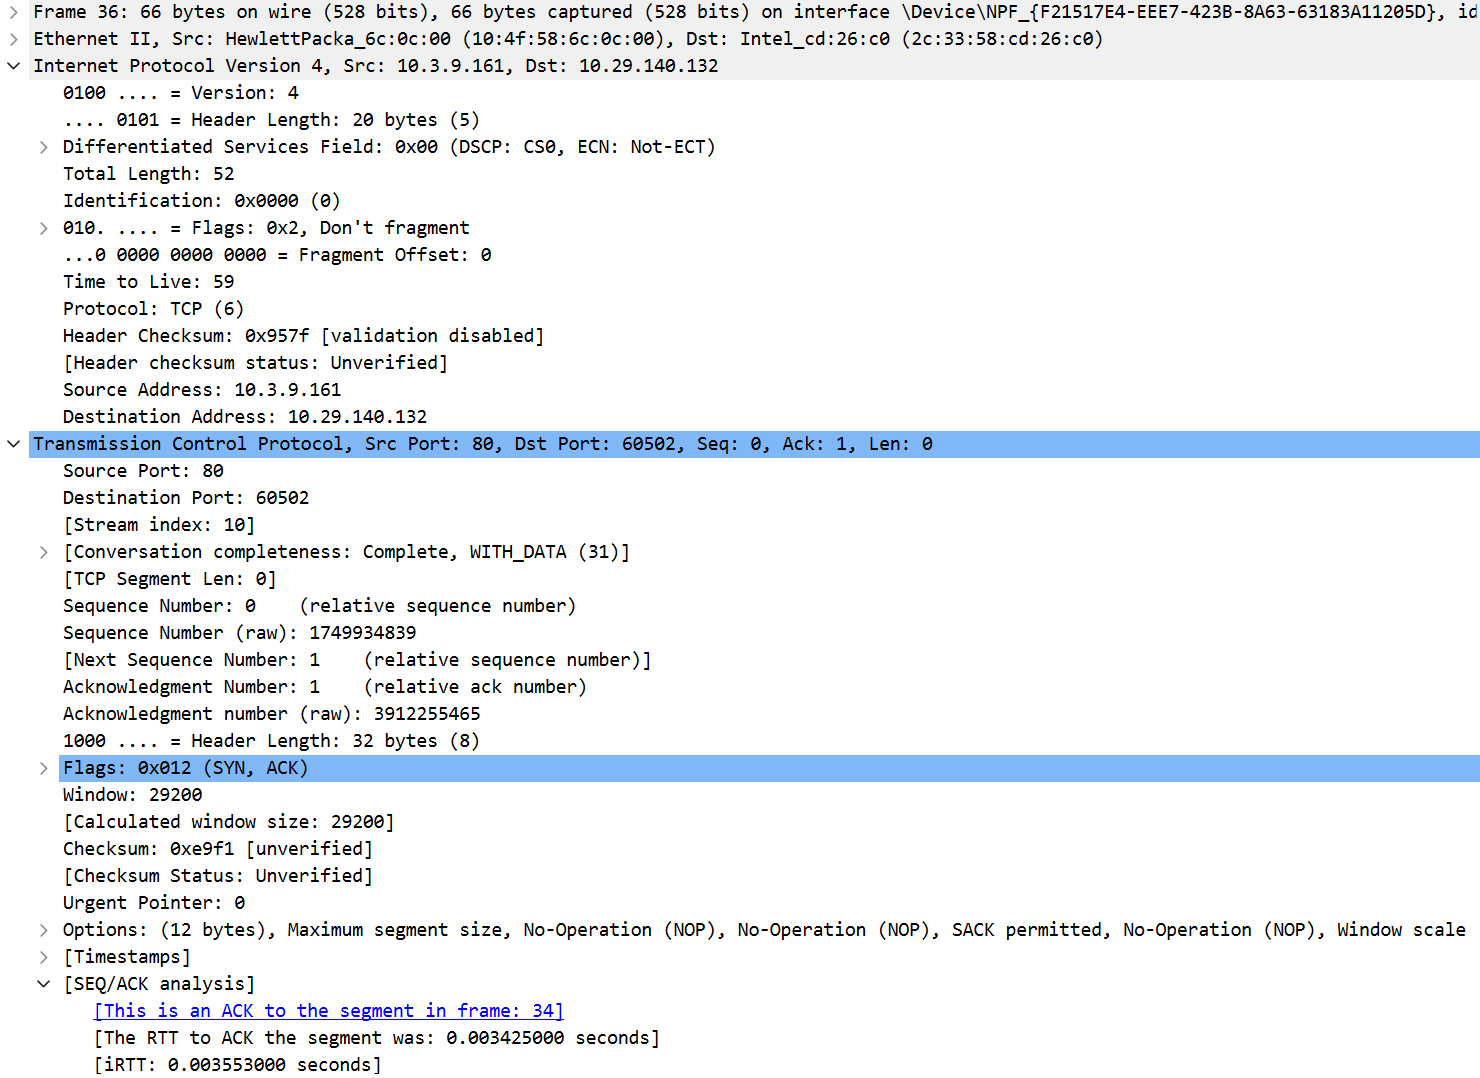 Frame 36: 66 bytes on wire (528 bits), 66 bytes captured (528 bits) on interface \Device\NPF_{F21517E4-EEE7-423B-8A63-63183A11205D}, id
Ethernet II, Src: HewlettPacka_6c:0c:00 (10:4f:58:6c:0c:00), Dst: Intel_cd:26:c0 (2c:33:58:cd:26:c0)
Internet Protocol Version 4, Src: 10.3.9.161, Dst: 10.29.140.132
0100 .... = Version: 4
.... 0101 = Header Length: 20 bytes (5)
Differentiated Services Field: 0x00 (DSCP: CS0, ECN: Not-ECT)
Total Length: 52
Identification: 0x0000 (0)
010. .... = Flags: 0x2, Don't fragment
...0 0000 0000 0000 = Fragment Offset: 0
Time to Live: 59
Protocol: TCP (6)
Header Checksum: 0x957f [validation disabled]
[Header checksum status: Unverified]
Source Address: 10.3.9.161
Destination Address: 10.29.140.132
Transmission Control Protocol, Src Port: 80, Dst Port: 60502, Seq: 0, Ack: 1, Len: 0
Source Port: 80
Destination Port: 60502
[Stream index: 10]
[Conversation completeness: Complete, WITH_DATA (31)]
[TCP Segment Len: 0]
Sequence Number: 0    (relative sequence number)
Sequence Number (raw): 1749934839
[Next Sequence Number: 1    (relative sequence number)]
Acknowledgment Number: 1    (relative ack number)
Acknowledgment number (raw): 3912255465
1000 .... = Header Length: 32 bytes (8)
Flags: 0x012 (SYN, ACK)
Window: 29200
[Calculated window size: 29200]
Checksum: 0xe9f1 [unverified]
[Checksum Status: Unverified]
Urgent Pointer: 0
Options: (12 bytes), Maximum segment size, No-Operation (NOP), No-Operation (NOP), SACK permitted, No-Operation (NOP), Window scale
[Timestamps]
[SEQ/ACK analysis]
[This is an ACK to the segment in frame: 34]
[The RTT to ACK the segment was: 0.003425000 seconds]
[iRTT: 0.003553000 seconds]